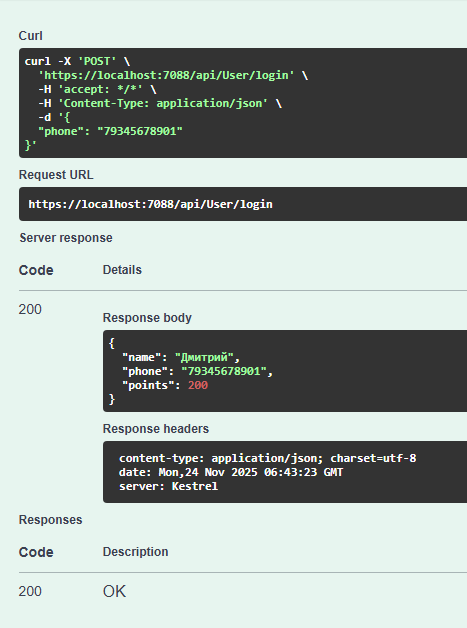 Curl
curl -X 'POST' \
'https://localhost:7088/api/User/login' \
-H 'accept: */*' \
-H 'Content-Type: application/json' \
-d '{
"phone": "79345678901"
}'
Request URL
https://localhost:7088/api/User/login
Server response
Code Details
200
Response body
{
"name": "Дмитрий",
"phone": "79345678901",
"points": 200
}
Response headers
content-type: application/json; charset=utf-8
date: Mon,24 Nov 2025 06:43:23 GMT
server: Kestrel
Responses
Code Description
200 OK